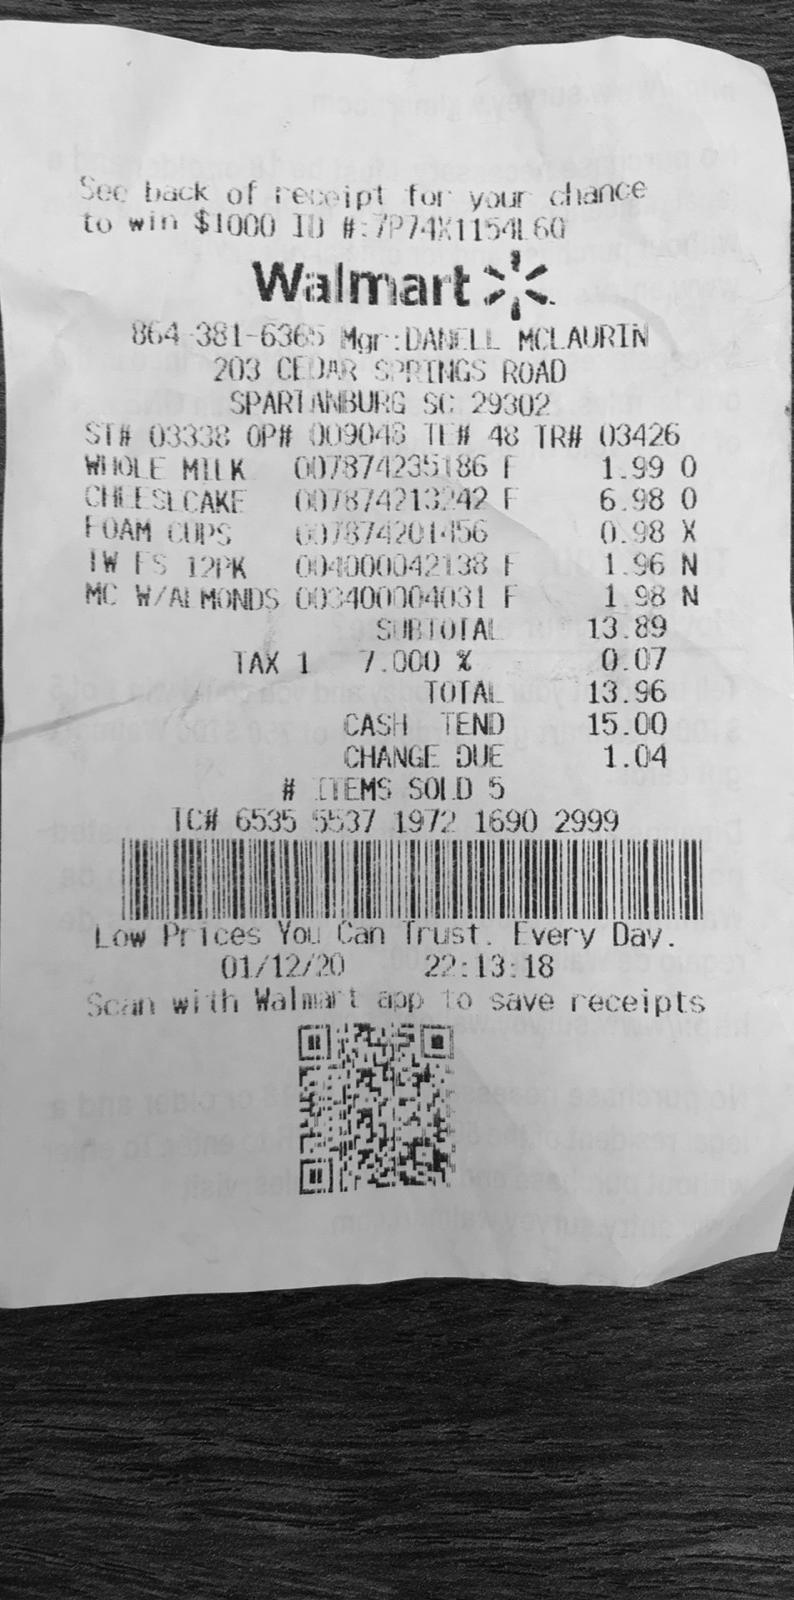 See back of receipt for your chance
to win $1000 ID #:7P74X1154L6Q
Walmart
864-381-6365 Mgr:DANELL MCLAURIN
203 CEDAR SPRINGS ROAD
SPARTANBURG SC 29302
ST# 03338 OP# 009048 TE# 48 TR# 03426
WHOLE MILK 007874235186 F 1.99 O
CHEESECAKE 007874213242 F 6.98 O
FOAM CUPS 007874201456 0.98 X
TW FS 12PK 004000042138 F 1.96 N
MC W/ALMONDS 003400004031 F 1.98 N
SUBTOTAL 13.89
TAX 1 7.000 % 0.07
TOTAL 13.96
CASH TEND 15.00
CHANGE DUE 1.04
# ITEMS SOLD 5
TC# 6535 5537 1972 1690 2999
Low Prices You Can Trust. Every Day.
01/12/20 22:13:18
Scan with Walmart app to save receipts